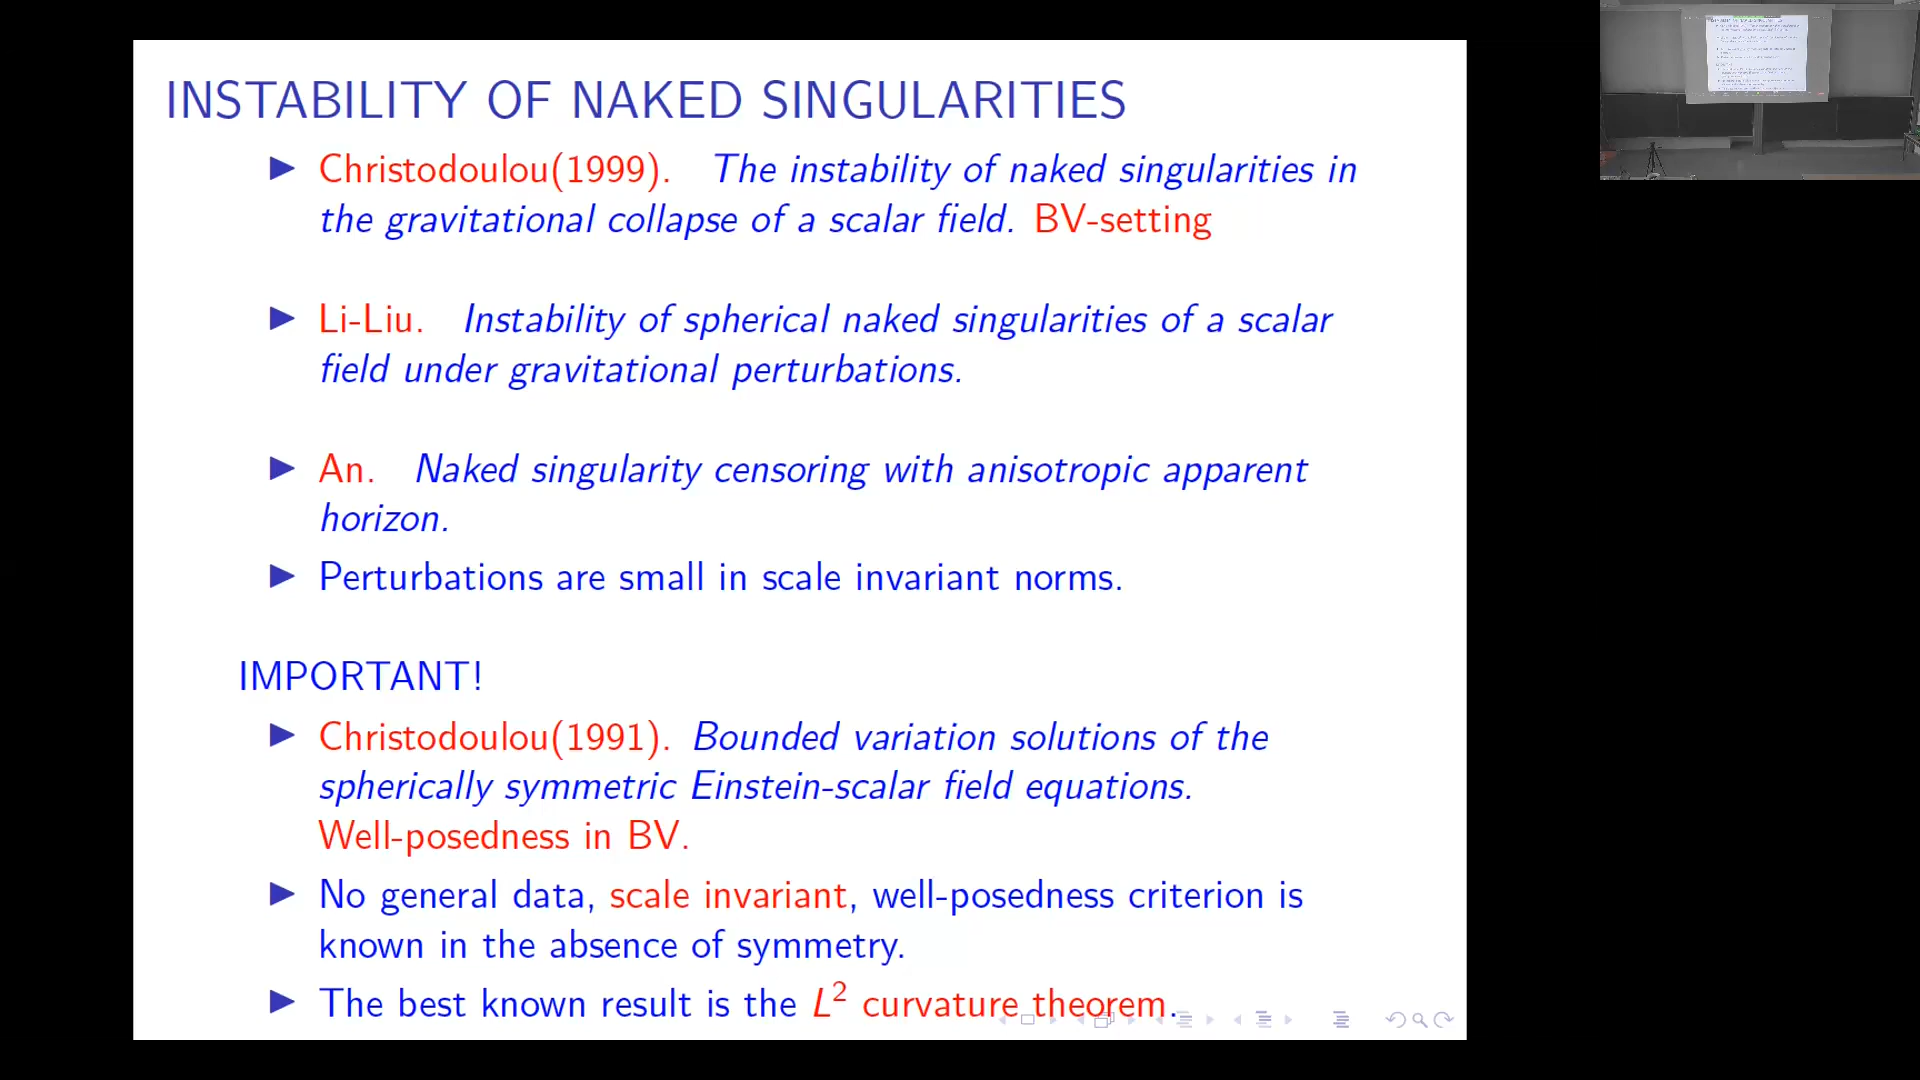 INSTABILITY OF NAKED SINGULARITIES
▶ Christodoulou(1999). The instability of naked singularities in
the gravitational collapse of a scalar field. BV-setting
▶ Li-Liu. Instability of spherical naked singularities of a scalar
field under gravitational perturbations.
▶ An. Naked singularity censoring with anisotropic apparent
horizon.
▶ Perturbations are small in scale invariant norms.
IMPORTANT!
▶ Christodoulou(1991). Bounded variation solutions of the
spherically symmetric Einstein-scalar field equations.
Well-posedness in BV.
▶ No general data, scale invariant, well-posedness criterion is
known in the absence of symmetry.
▶ The best known result is the L² curvature theorem.